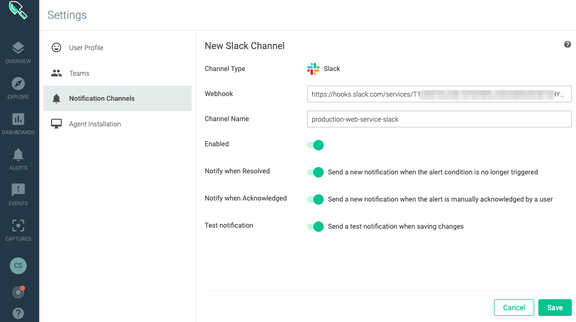 Settings
OVERVIEW
EXPLORE
DASHBOARDS
ALERTS
EVENTS
CAPTURES
CS
User Profile
Teams
Notification Channels
Agent Installation
New Slack Channel
Channel Type
Slack
Webhook
https://hooks.slack.com/services/T1
HY...
Channel Name
production-web-service-slack
Enabled
Notify when Resolved
Send a new notification when the alert condition is no longer triggered
Notify when Acknowledged
Send a new notification when the alert is manually acknowledged by a user
Test notification
Send a test notification when saving changes
Cancel
Save